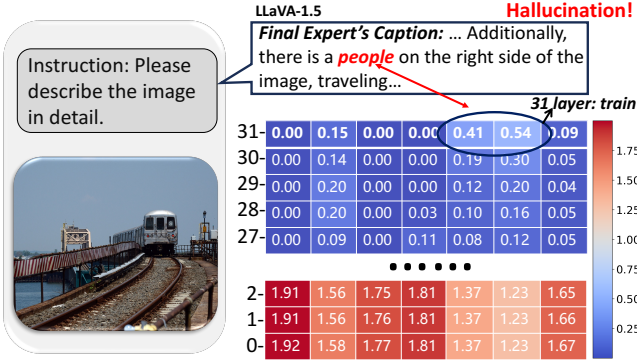 LLaVA-1.5
Hallucination!
Final Expert's Caption: ... Additionally,
there is a people on the right side of the
image, traveling...
Instruction: Please
describe the image
in detail.
31 layer: train
31- 0.00 0.15 0.00 0.00 0.41 0.54 0.09
30- 0.00 0.14 0.00 0.00 0.19 0.30 0.05
29- 0.00 0.20 0.00 0.00 0.12 0.20 0.04
28- 0.00 0.20 0.00 0.03 0.10 0.16 0.05
27- 0.00 0.09 0.00 0.11 0.08 0.12 0.05
.......
2- 1.91 1.56 1.75 1.81 1.37 1.23 1.65
1- 1.91 1.56 1.76 1.81 1.37 1.23 1.66
0- 1.92 1.58 1.77 1.81 1.37 1.23 1.67
1.75
1.50
1.25
1.00
0.75
0.50
0.25